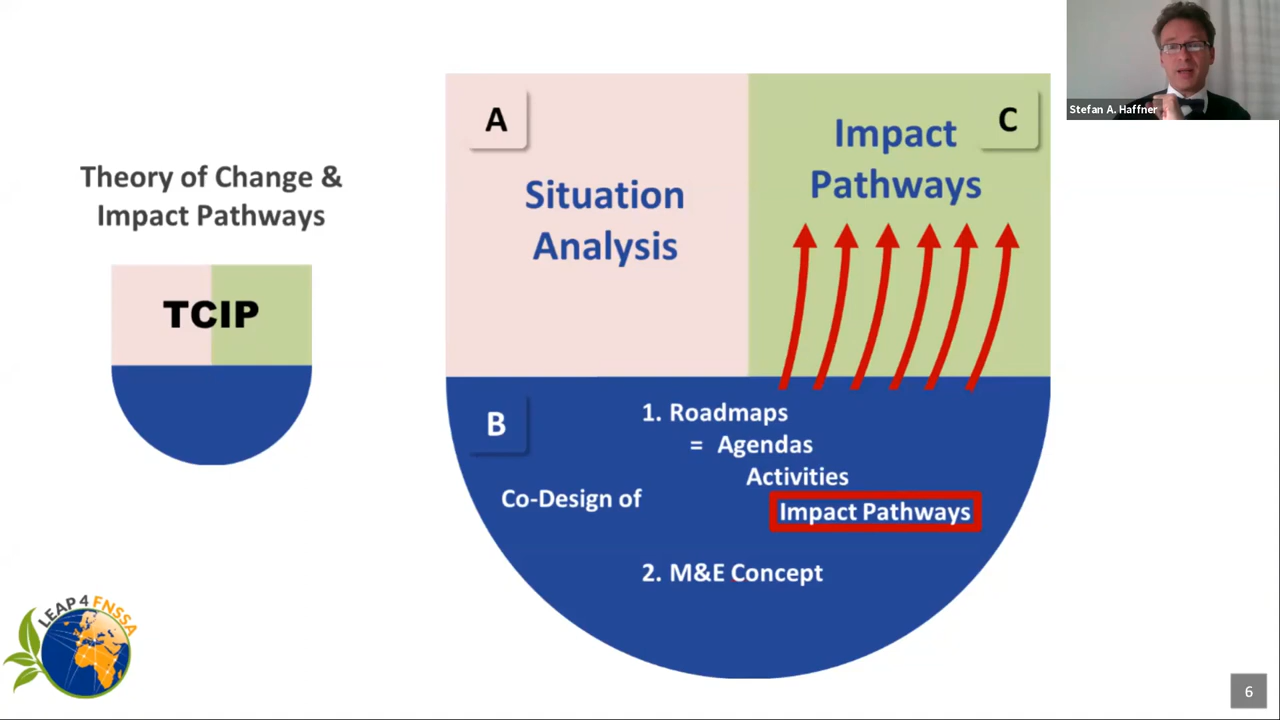 Stefan A. Haffner
Theory of Change &
Impact Pathways
TCIP
A
Situation
Analysis
Impact
Pathways
C
B
1. Roadmaps
= Agendas
Activities
Co-Design of
Impact Pathways
2. M&E Concept
LEAP4FNSSA
6